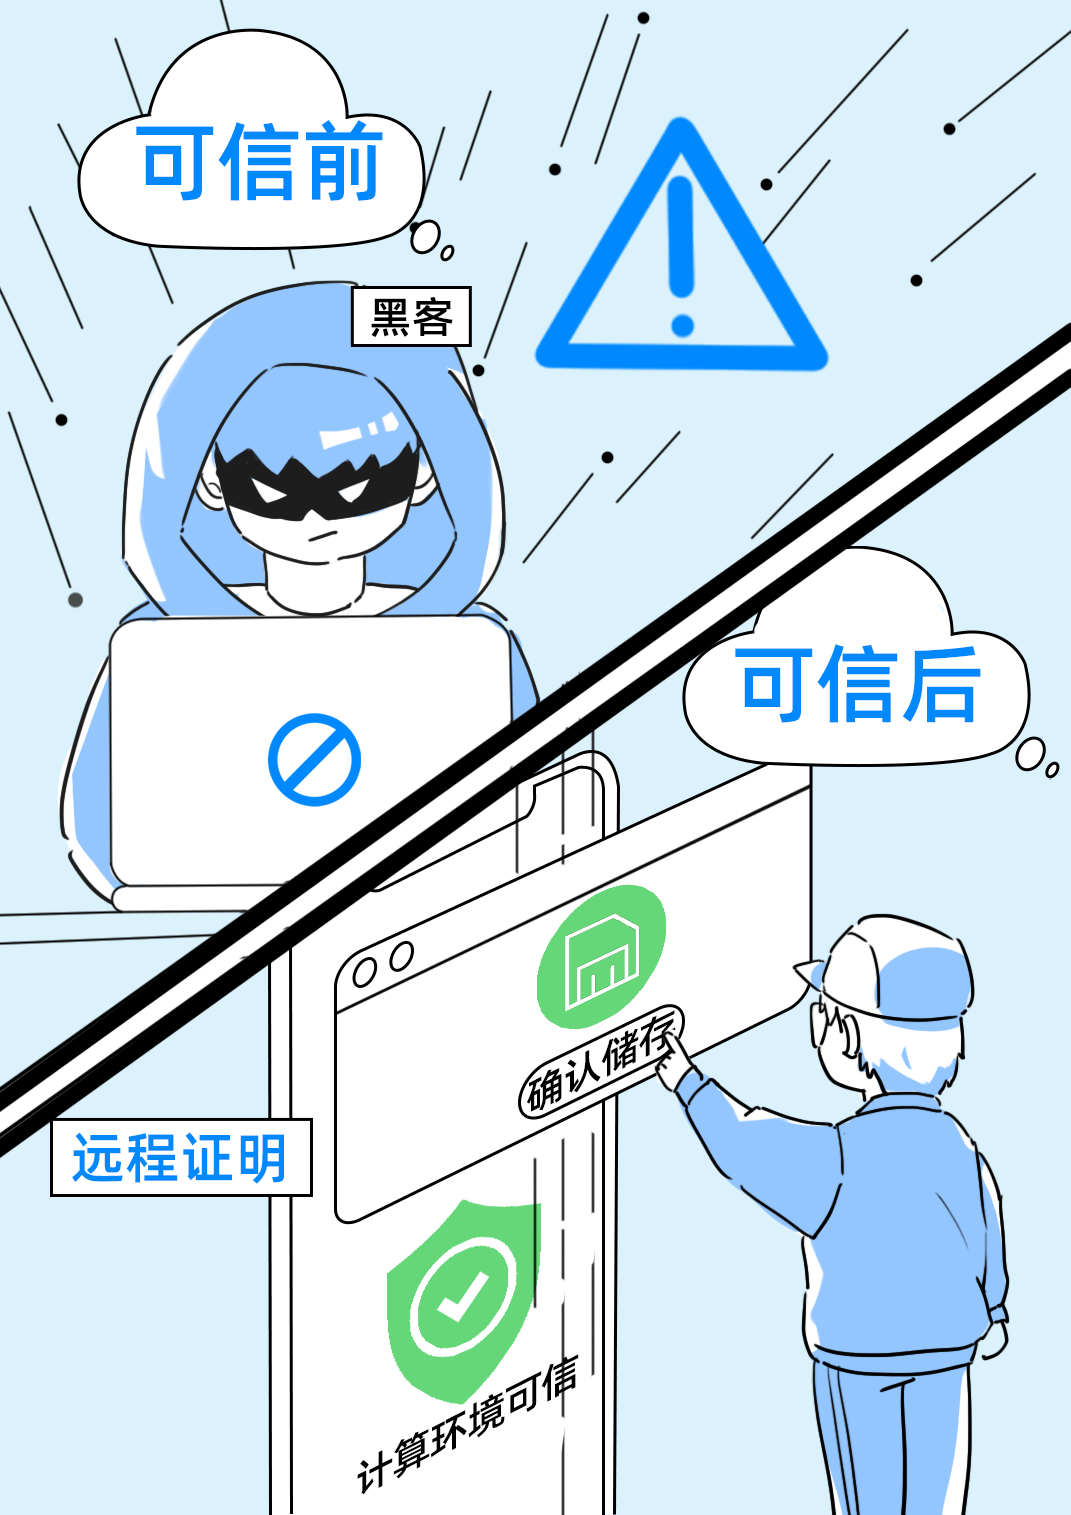 可信前
黑客
可信后
确认储存
远程证明
计算环境可信